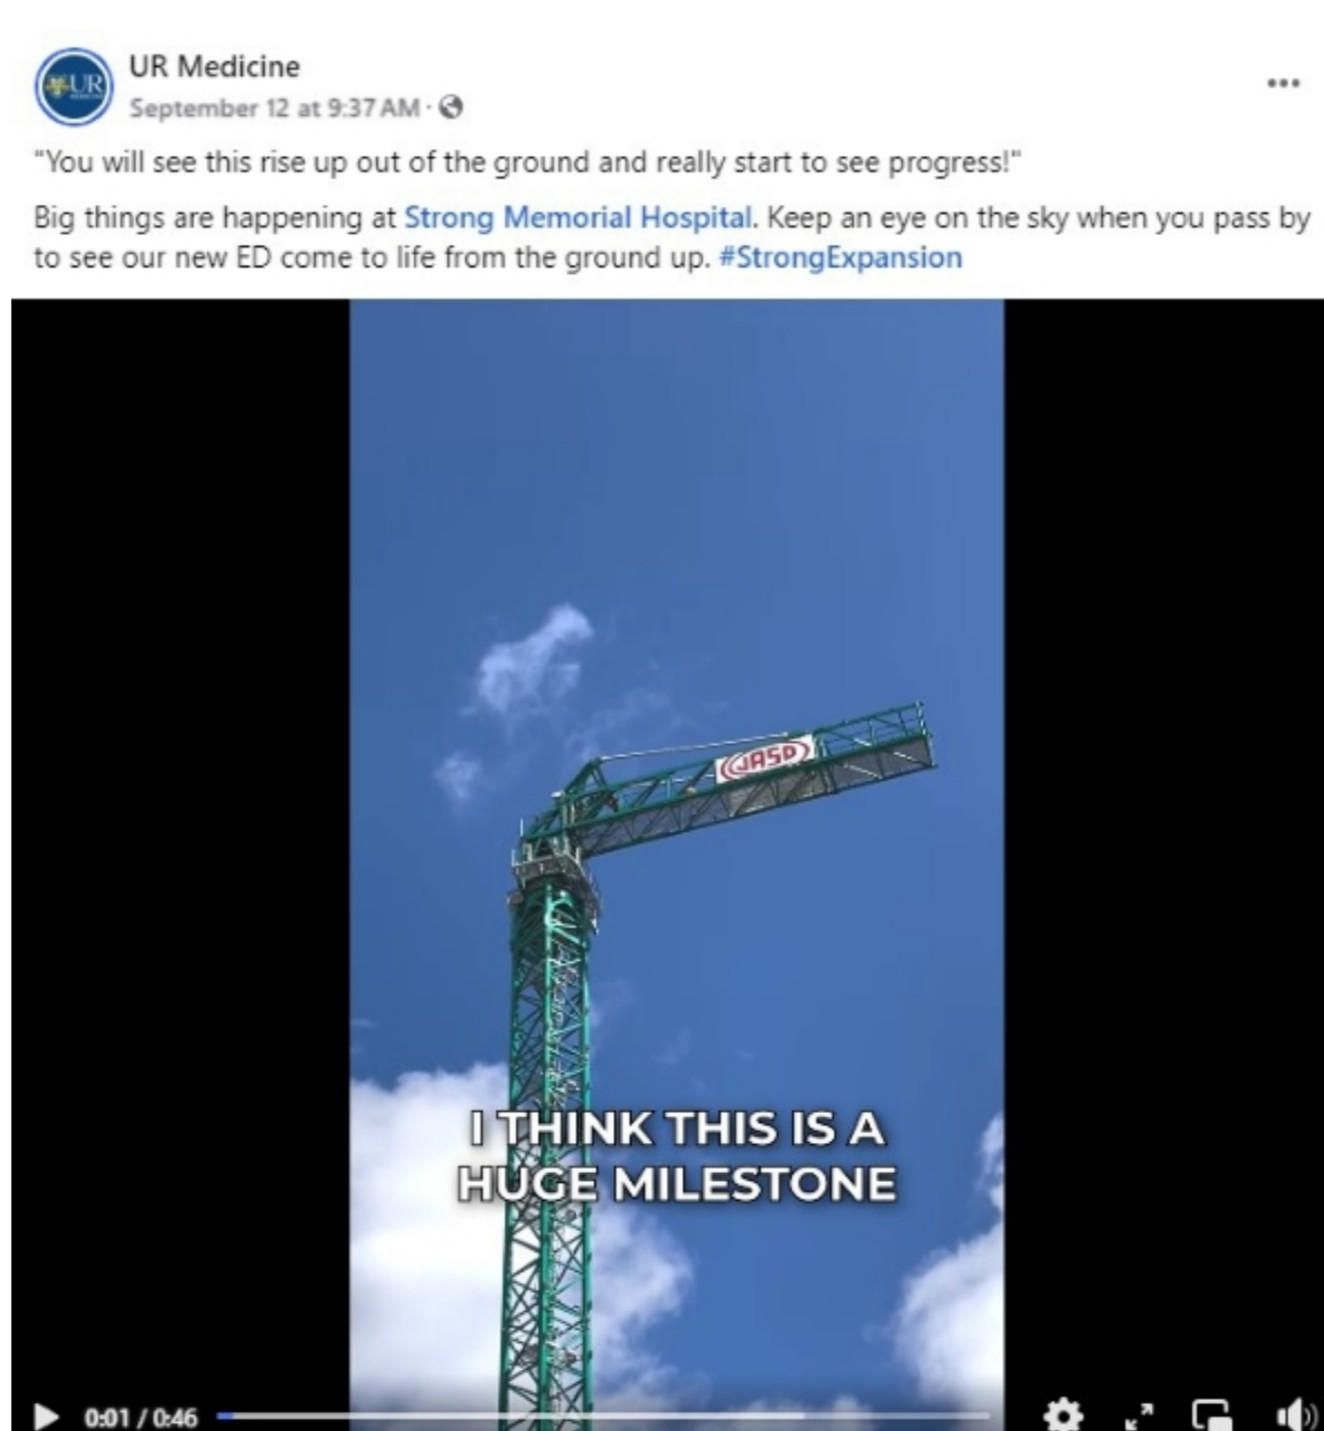 UR
UR Medicine
September 12 at 9:37 AM ·
"You will see this rise up out of the ground and really start to see progress!"
Big things are happening at Strong Memorial Hospital. Keep an eye on the sky when you pass by
to see our new ED come to life from the ground up. #StrongExpansion
JASO
I THINK THIS IS A
HUGE MILESTONE
0:01 / 0:46